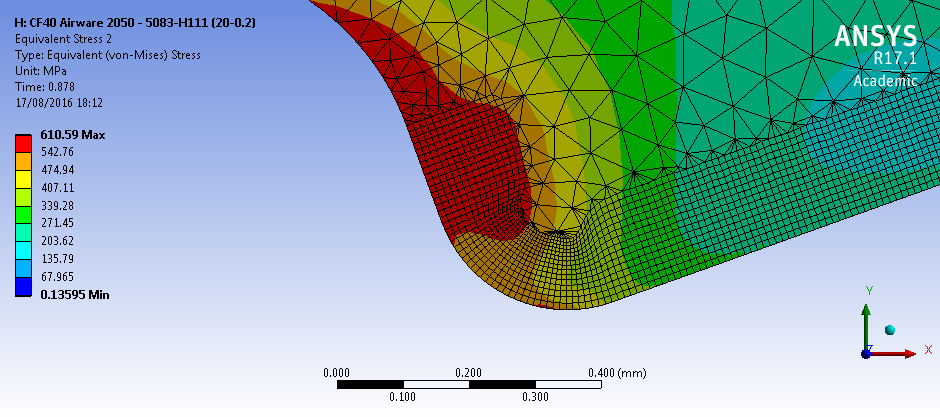 H: CF40 Airware 2050 - 5083-H111 (20-0.2)
Equivalent Stress 2
Type: Equivalent (von-Mises) Stress
Unit: MPa
Time: 0.878
17/08/2016 18:12
610.59 Max
542.76
474.94
407.11
339.28
271.45
203.62
135.79
67.965
0.13595 Min
ANSYS
R17.1
Academic
0.000 0.200 0.400 (mm)
0.100 0.300
Y
Z X